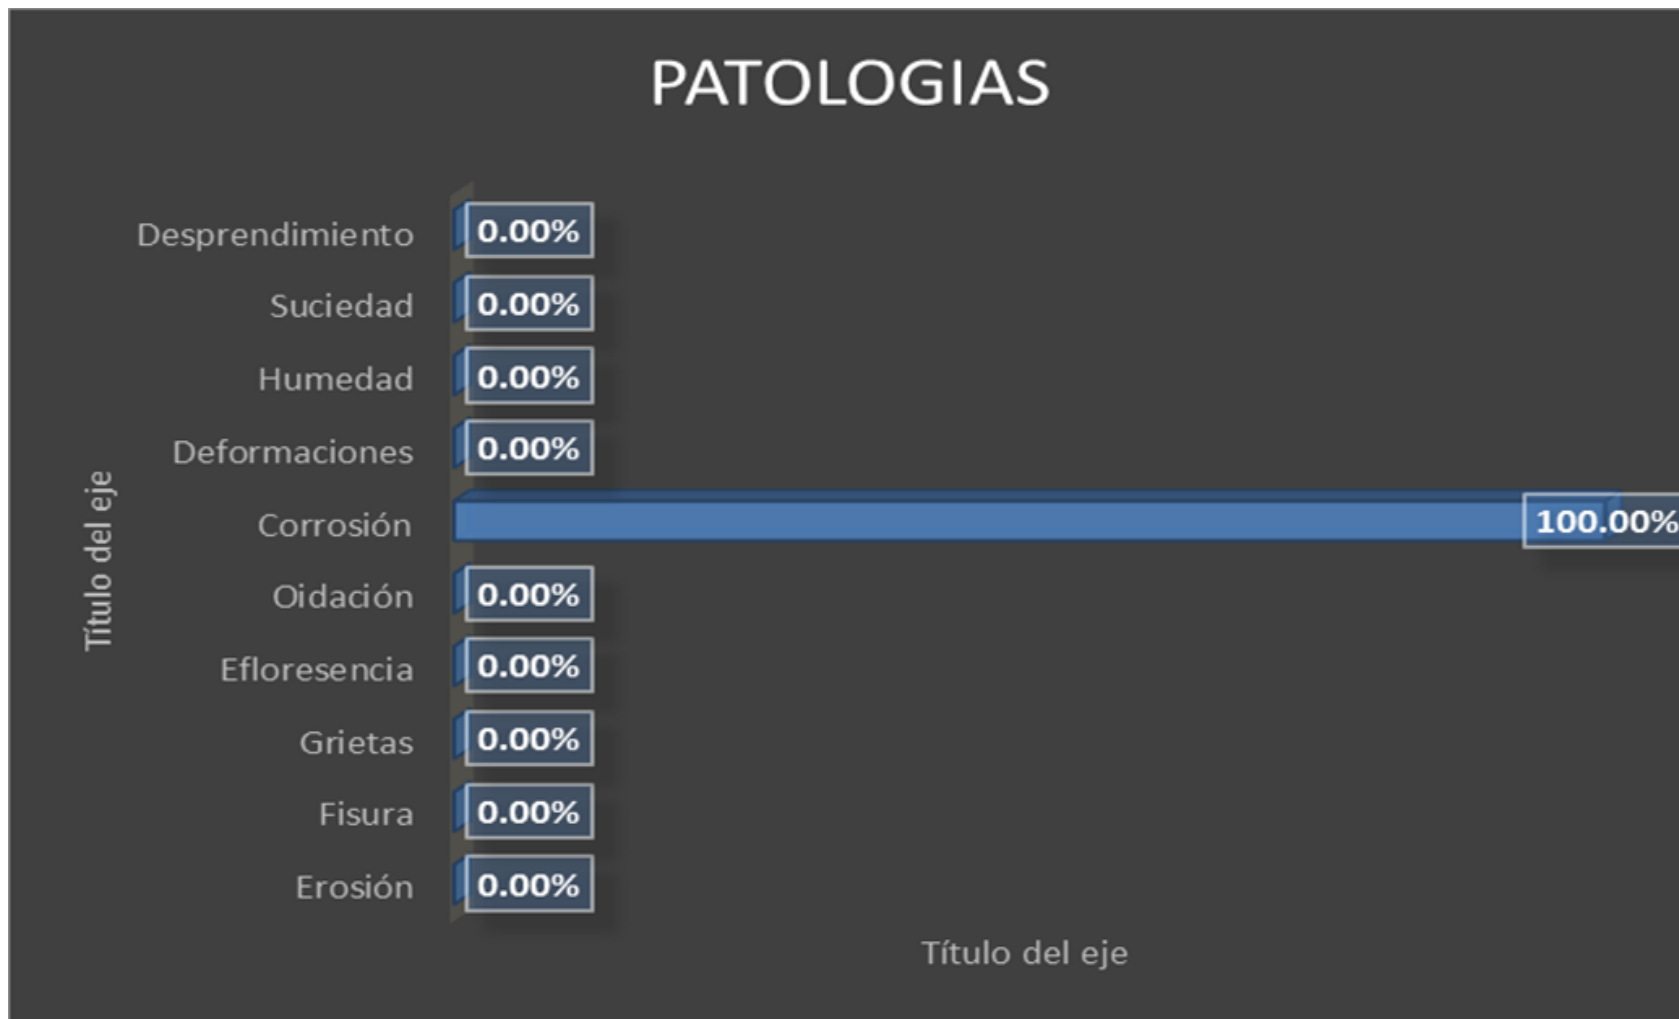 PATOLOGIAS
Desprendimiento 0.00%
Suciedad 0.00%
Humedad 0.00%
Deformaciones 0.00%
Corrosión 100.00%
Oidación 0.00%
Efloresencia 0.00%
Grietas 0.00%
Fisura 0.00%
Erosión 0.00%
Título del eje
Título del eje